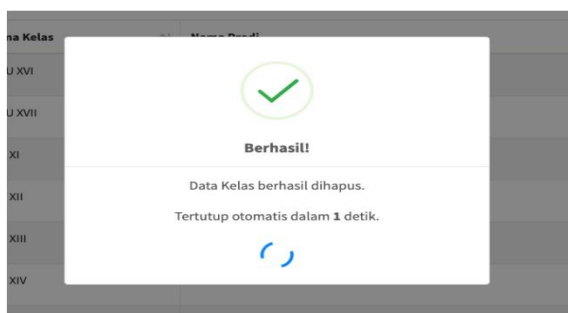 na Kelas
Nama Prodi
U XVI
U XVII
XI
XII
XIII
XIV
Berhasil!
Data Kelas berhasil dihapus.
Tertutup otomatis dalam 1 detik.